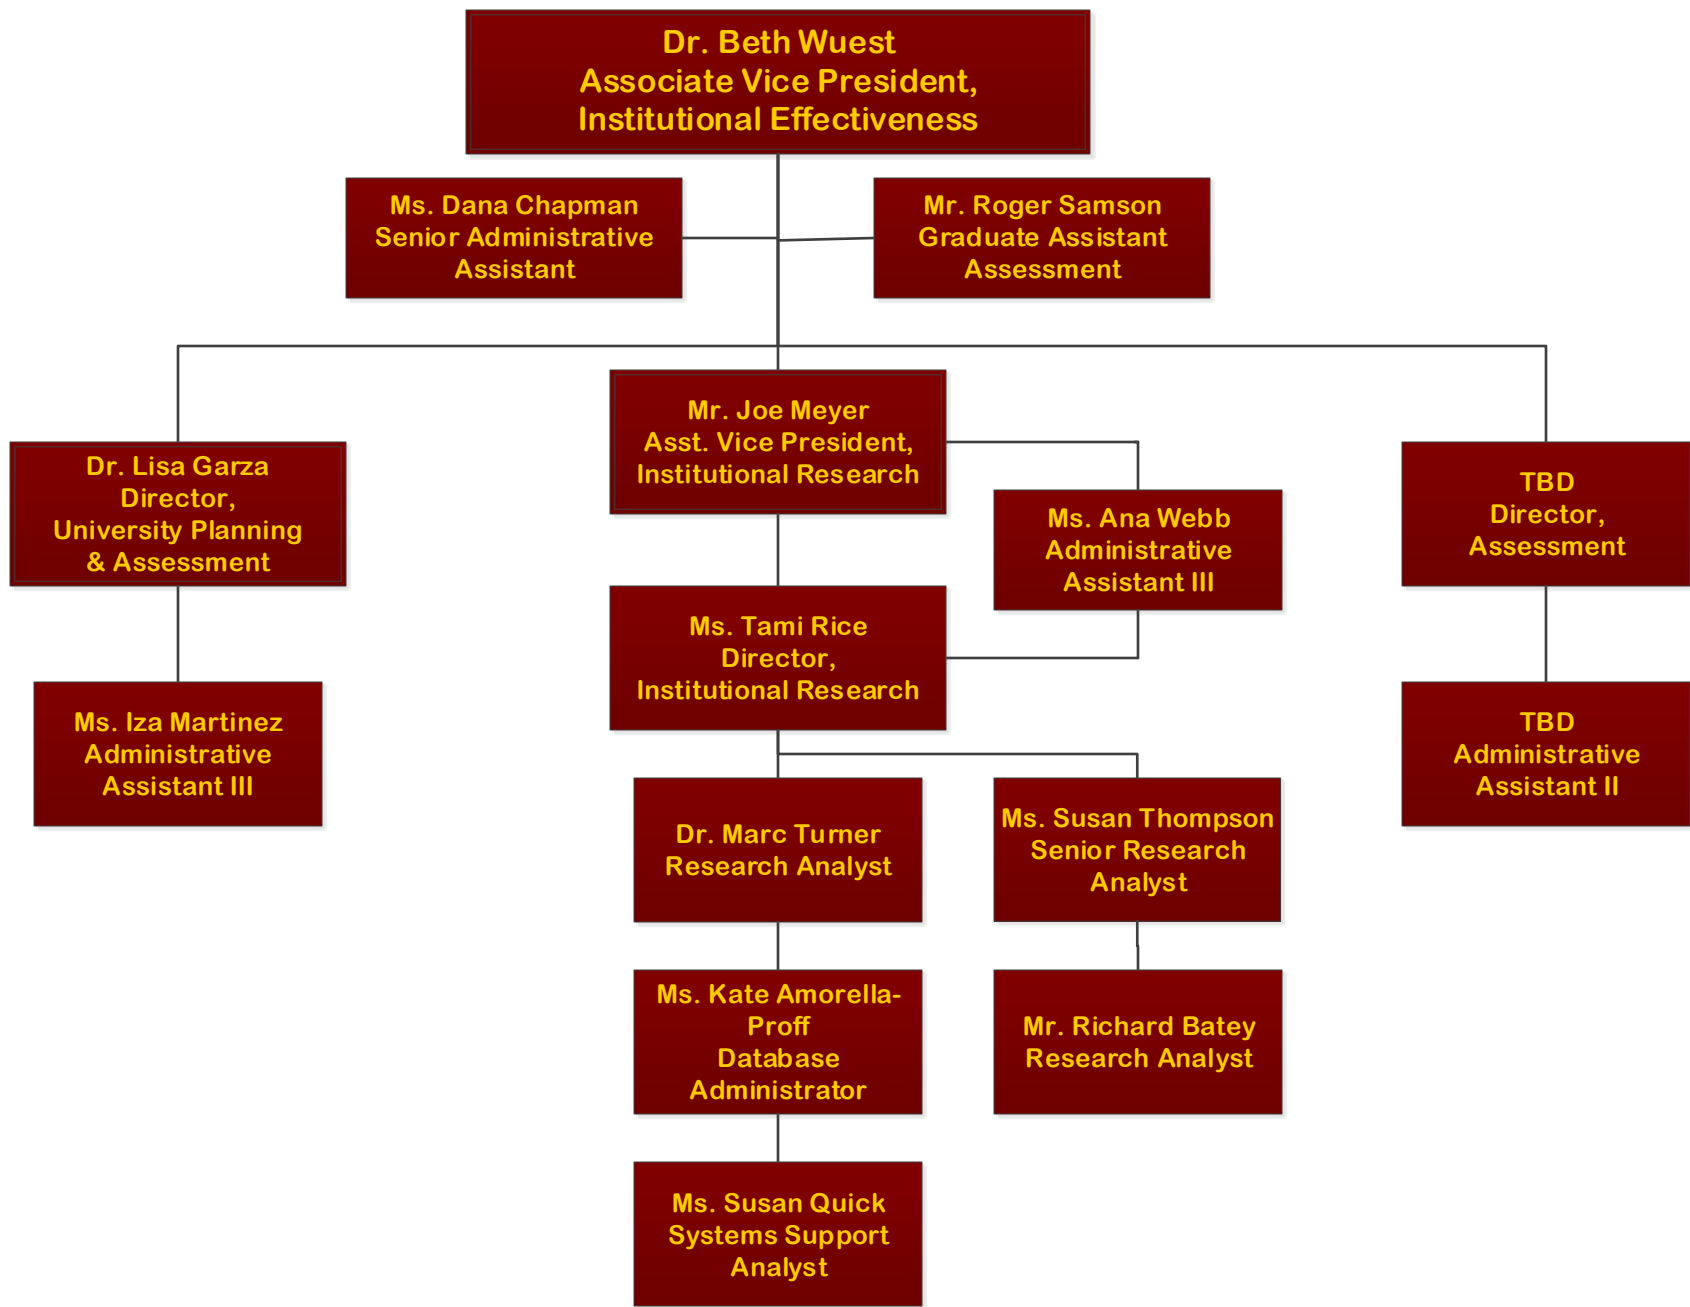 Dr. Beth Wuest
Associate Vice President,
Institutional Effectiveness
Ms. Dana Chapman
Senior Administrative
Assistant
Mr. Roger Samson
Graduate Assistant
Assessment
Mr. Joe Meyer
Asst. Vice President,
Institutional Research
Dr. Lisa Garza
Director,
University Planning
& Assessment
Ms. Ana Webb
Administrative
Assistant III
TBD
Director,
Assessment
Ms. Tami Rice
Director,
Institutional Research
Ms. Iza Martinez
Administrative
Assistant III
TBD
Administrative
Assistant II
Dr. Marc Turner
Research Analyst
Ms. Susan Thompson
Senior Research
Analyst
Ms. Kate Amorella-
Proff
Database
Administrator
Mr. Richard Batey
Research Analyst
Ms. Susan Quick
Systems Support
Analyst